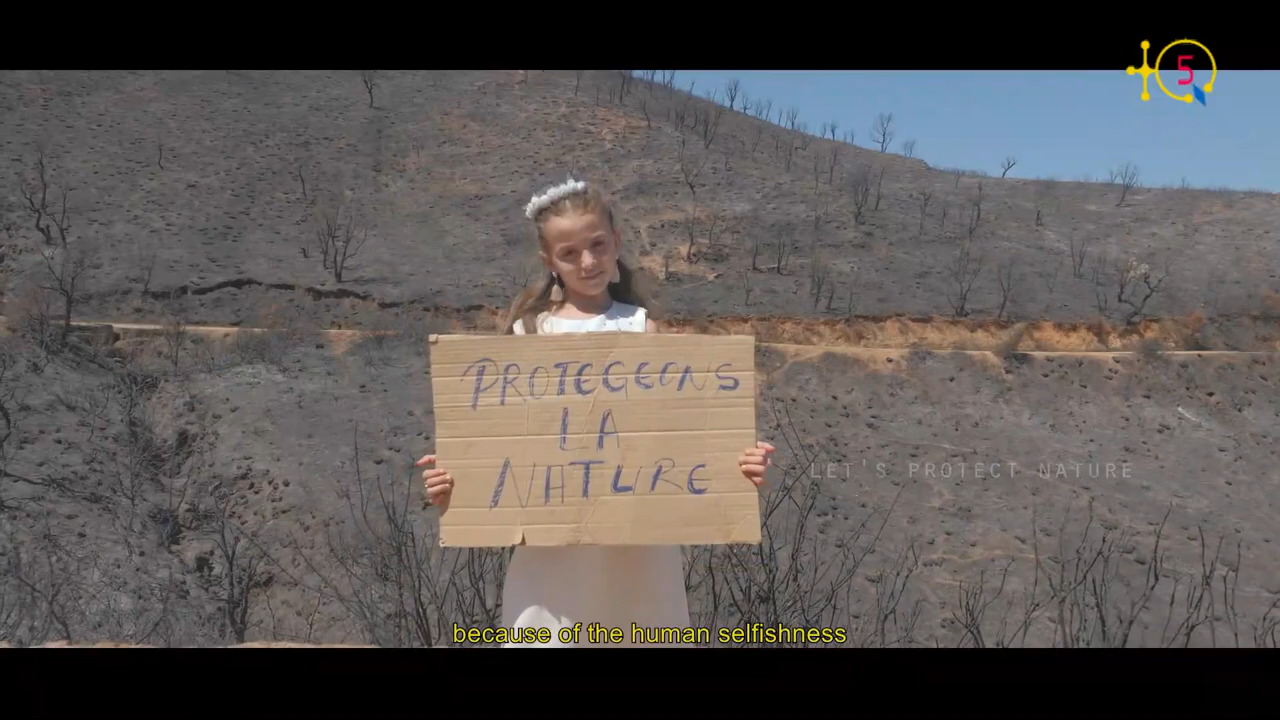 5
PROTEGEONS
LA
NATURE
LET'S PROTECT NATURE
because of the human selfishness